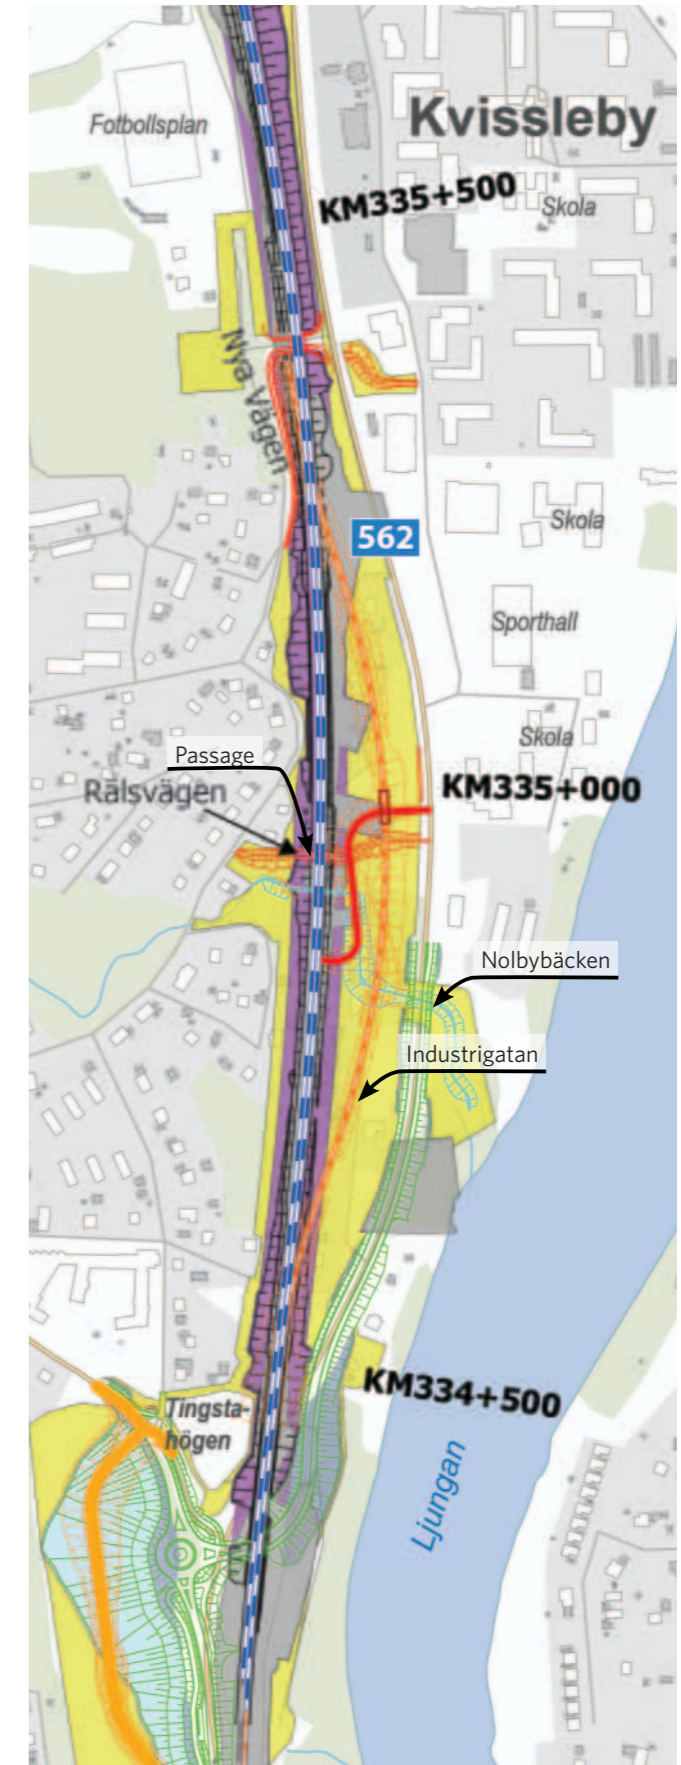 Fotbollsplan
Kvissleby
KM335+500
Skola
Nya Vägen
562
Skola
Sporthall
Skola
Passage
KM335+000
Rälsvägen
Nolbybäcken
Industrigatan
KM334+500
Tingsta-
högen
Ljungan